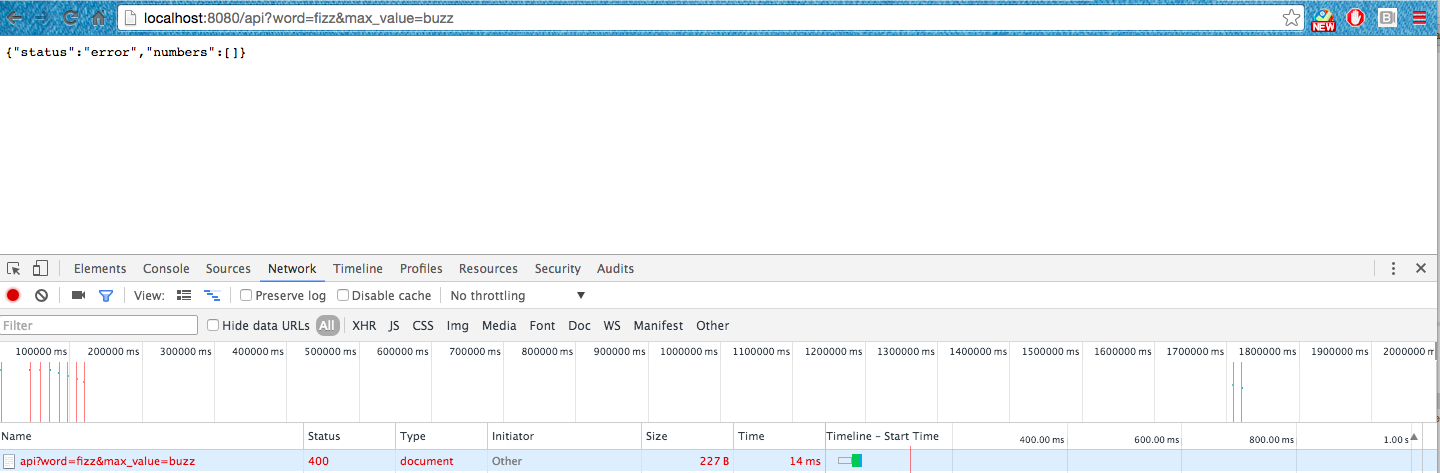 localhost:8080/api?word=fizz&max_value=buzz
NEW
B
{"status":"error","numbers":[]}
Elements Console Sources Network Timeline Profiles Resources Security Audits
View: Preserve log Disable cache No throttling
Filter Hide data URLs All XHR JS CSS Img Media Font Doc WS Manifest Other
100000 ms 200000 ms 300000 ms 400000 ms 500000 ms 600000 ms 700000 ms 800000 ms 900000 ms 1000000 ms 1100000 ms 1200000 ms 1300000 ms 1400000 ms 1500000 ms 1600000 ms 1700000 ms 1800000 ms 1900000 ms 2000000 m
Name Status Type Initiator Size Time Timeline – Start Time 400.00 ms 600.00 ms 800.00 ms 1.00 s
api?word=fizz&max_value=buzz 400 document Other 227 B 14 ms